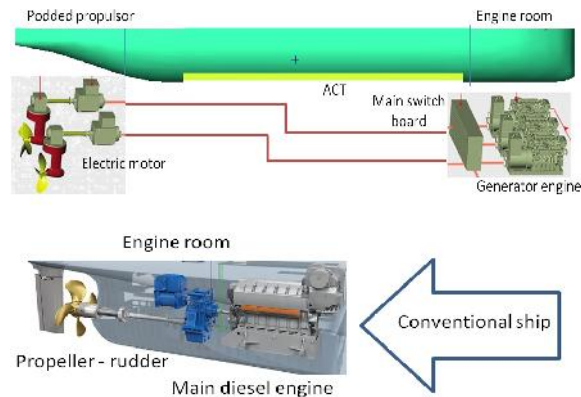 Podded propulsor
Engine room
ACT
Main switch
board
Electric motor
Generator engine
Engine room
Conventional ship
Propeller - rudder
Main diesel engine